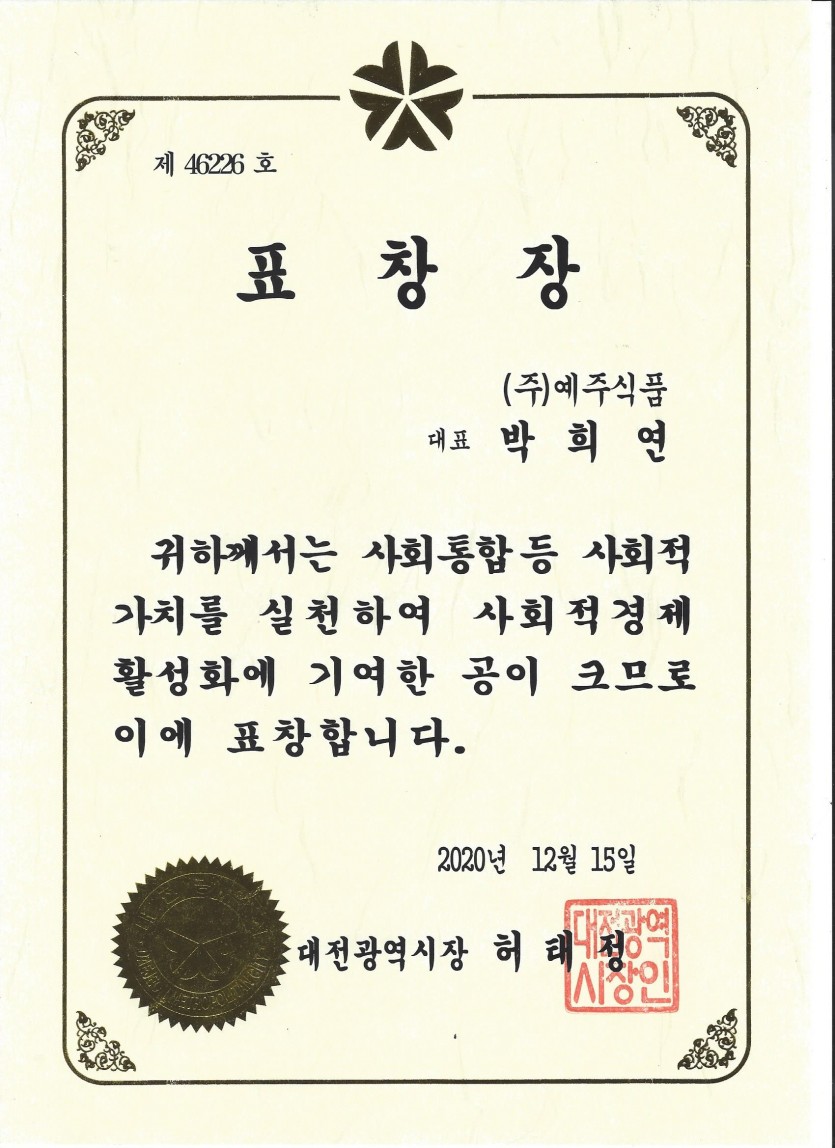 제 46226 호
표 창 장
(주)예주식품
대표 박 희 연
귀하께서는 사회통합등 사회적
가치를 실천하여 사회적경제
활성화에 기여한 공이 크므로
이에 표창합니다.
2020년 12월 15일
대전광역시장 허 태 정
대전광역
시장인